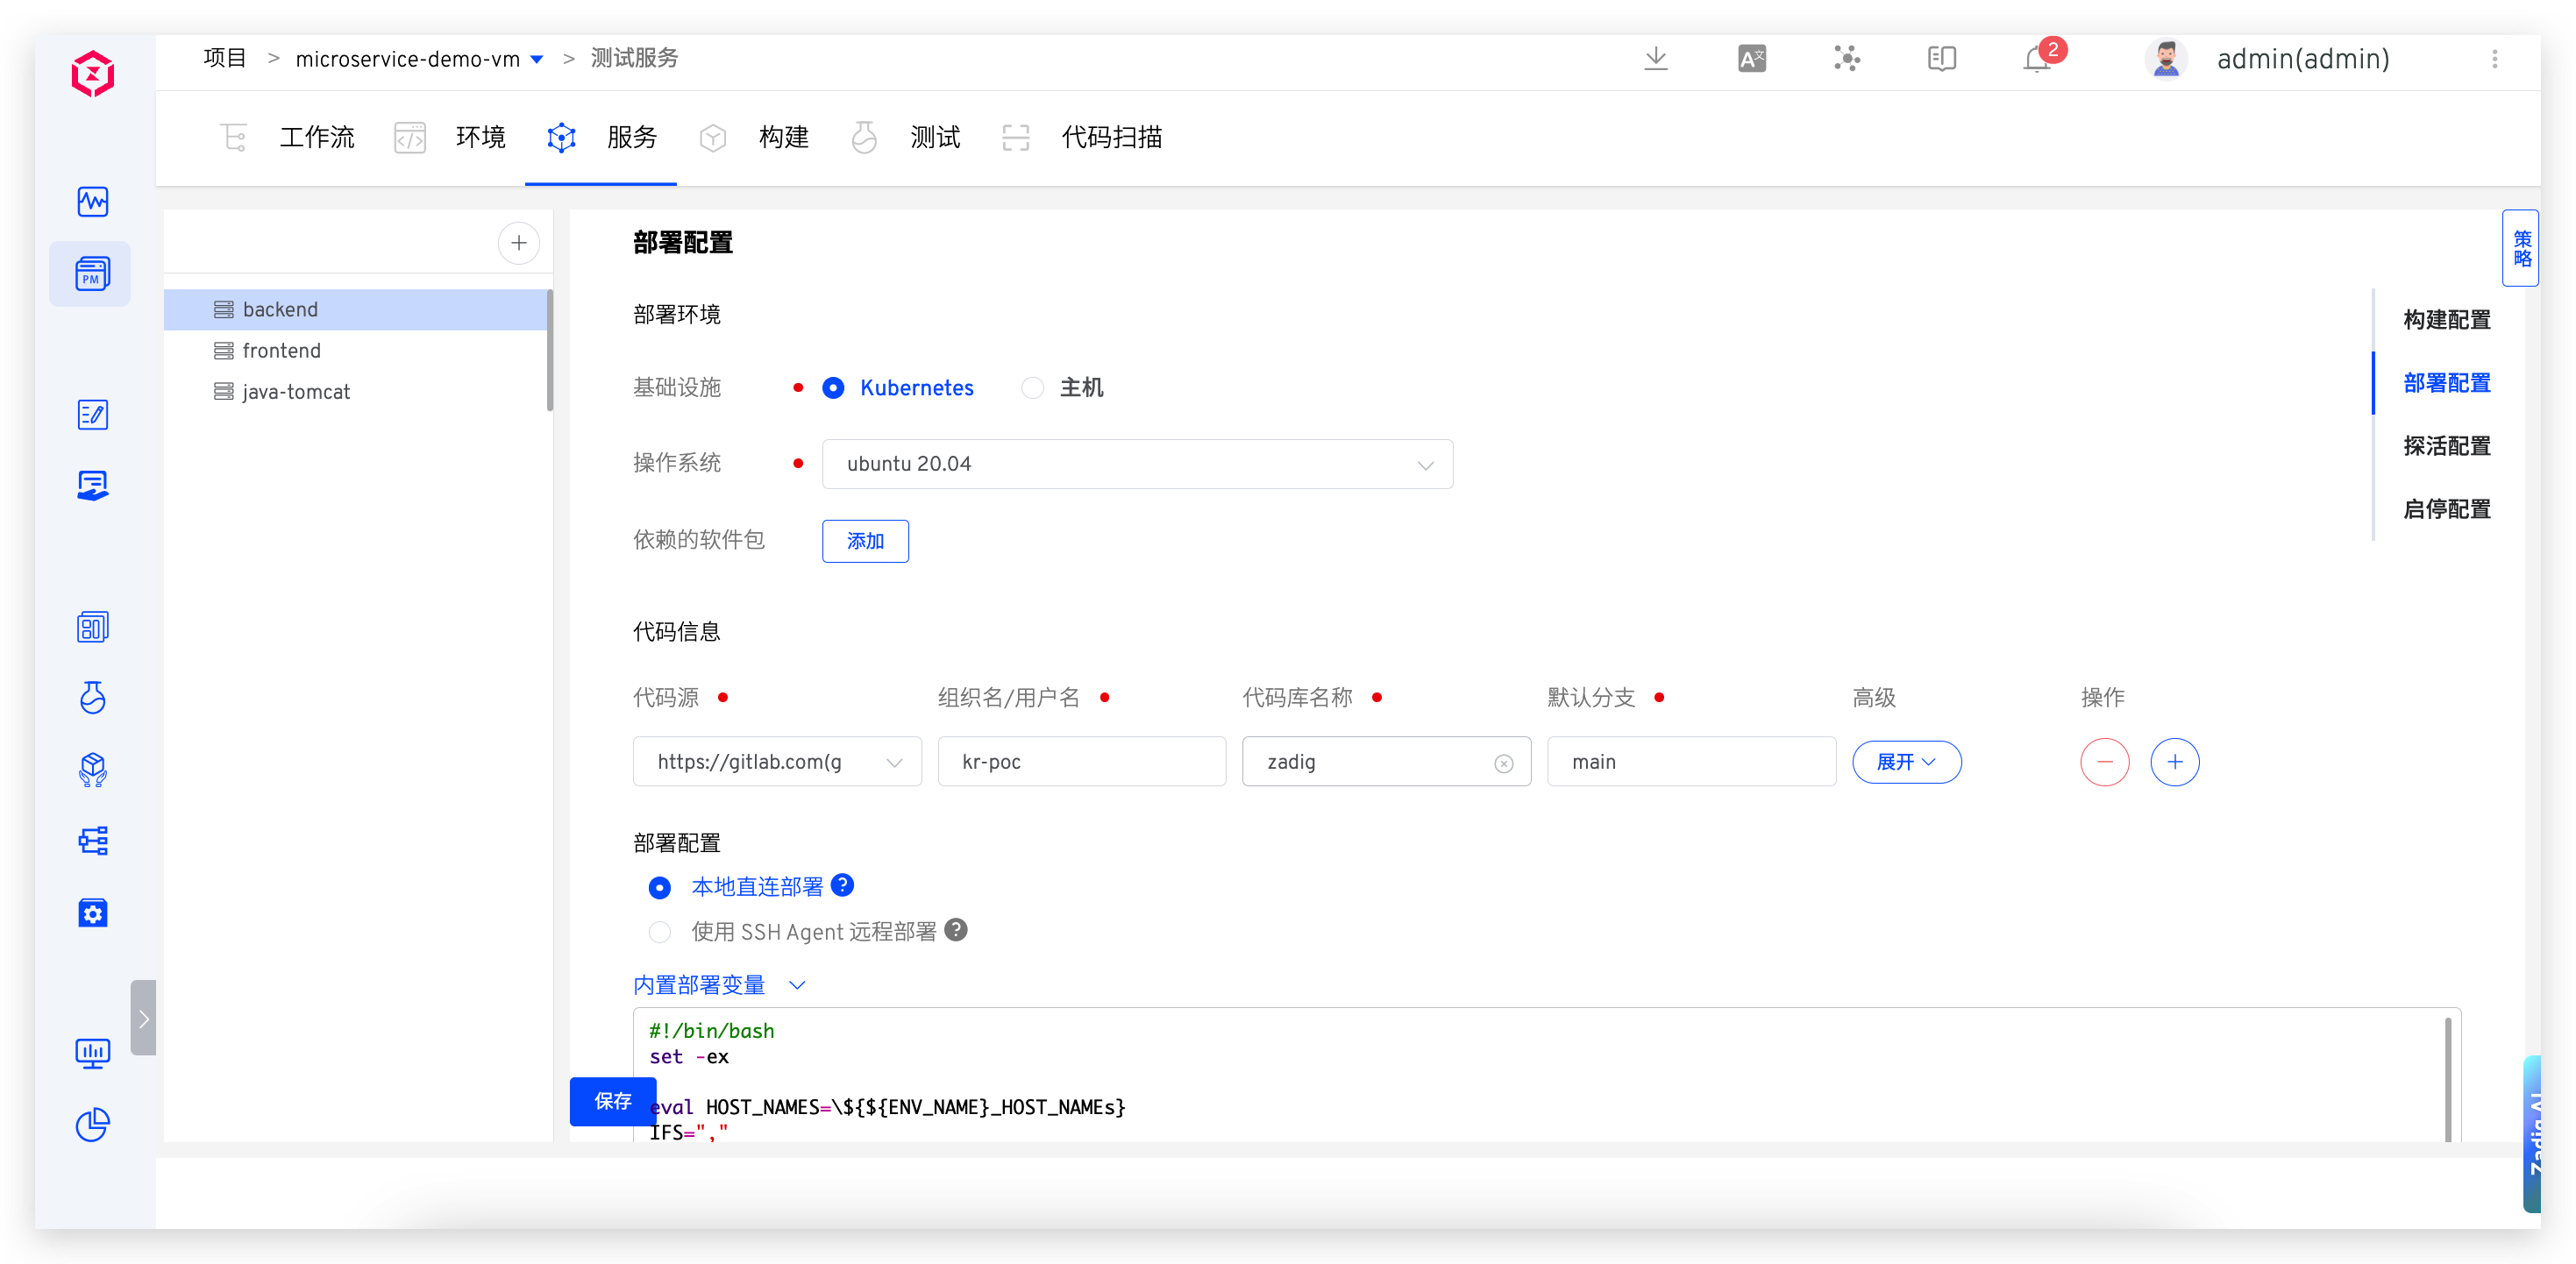 项目 > microservice-demo-vm > 测试服务
2
admin(admin)
工作流 环境 服务 构建 测试 代码扫描
PM
backend
frontend
java-tomcat
部署配置
策略
部署环境
基础设施 Kubernetes 主机
操作系统 ubuntu 20.04
依赖的软件包 添加
构建配置
部署配置
探活配置
启停配置
代码信息
代码源 组织名/用户名 代码库名称 默认分支 高级 操作
https://gitlab.com(g kr-poc zadig main 展开
部署配置
本地直连部署
使用 SSH Agent 远程部署
内置部署变量
#!/bin/bash
set -ex
eval HOST_NAMES=\${${ENV_NAME}_HOST_NAMEs}
IFS=","
保存
Zadig AI